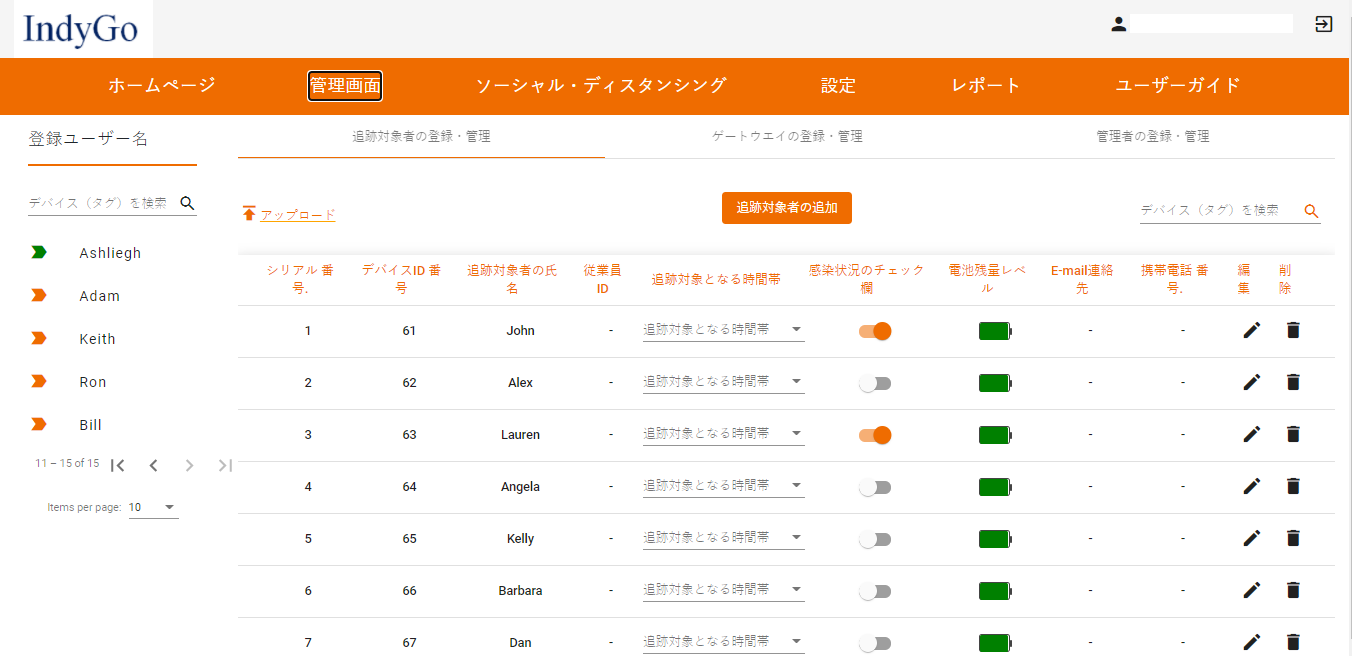 IndyGo
ホームページ 管理画面 ソーシャル・ディスタンシング 設定 レポート ユーザーガイド
登録ユーザー名
デバイス（タグ）を検索
Ashliegh
Adam
Keith
Ron
Bill
11 – 15 of 15
Items per page: 10
追跡対象者の登録・管理 ゲートウエイの登録・管理 管理者の登録・管理
アップロード 追跡対象者の追加 デバイス（タグ）を検索
シリアル 番号. デバイスID 番号 追跡対象者の氏名 従業員ID 追跡対象となる時間帯 感染状況のチェック欄 電池残量レベル E-mail連絡先 携帯電話 番号. 編集 削除
1 61 John - 追跡対象となる時間帯 - -
2 62 Alex - 追跡対象となる時間帯 - -
3 63 Lauren - 追跡対象となる時間帯 - -
4 64 Angela - 追跡対象となる時間帯 - -
5 65 Kelly - 追跡対象となる時間帯 - -
6 66 Barbara - 追跡対象となる時間帯 - -
7 67 Dan - 追跡対象となる時間帯 - -